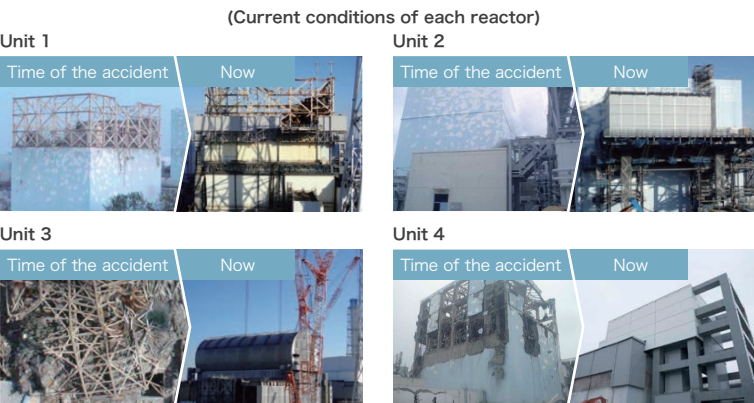 (Current conditions of each reactor)
Unit 1
Time of the accident
Now
Unit 2
Time of the accident
Now
Unit 3
Time of the accident
Now
Unit 4
Time of the accident
Now